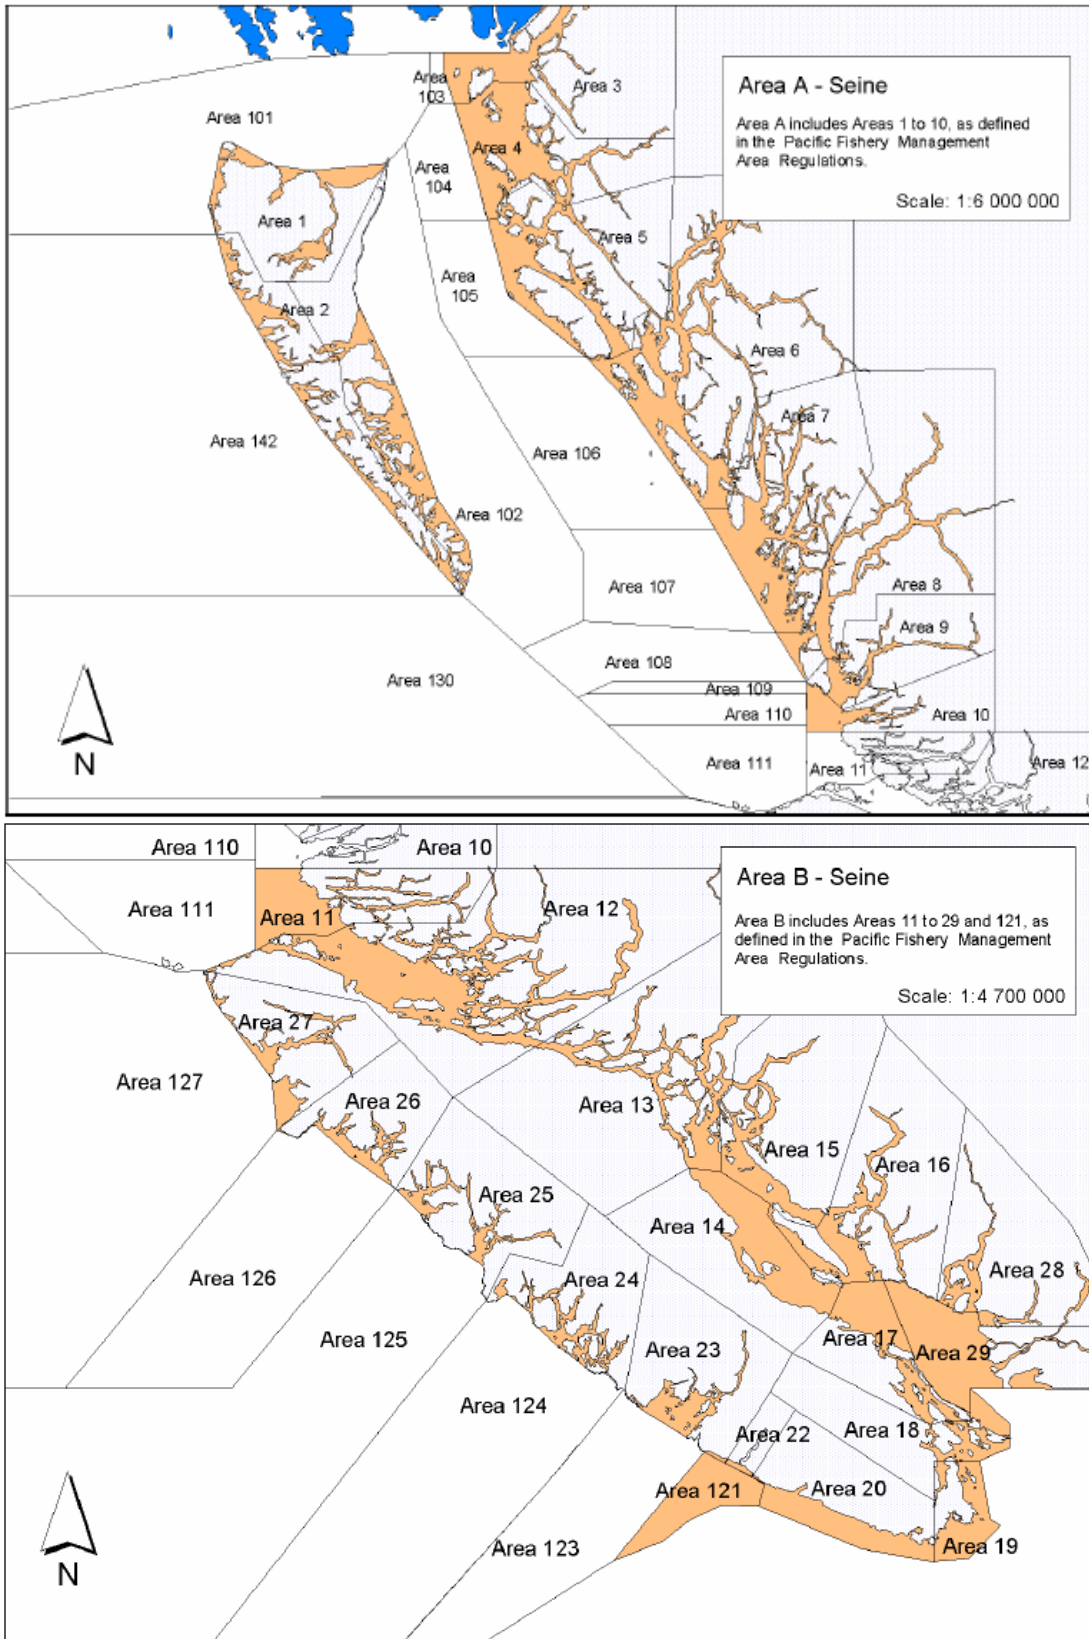 Area 103
Area 3
Area A - Seine
Area A includes Areas 1 to 10, as defined
in the Pacific Fishery Management
Area Regulations.
Scale: 1:6 000 000
Area 101
Area 4
Area
104
Area 1
Area 5
Area
105
Area 2
Area 6
Area 7
Area 142
Area 106
Area 102
Area 107
Area 8
Area 9
Area 108
Area 130
Area 109
Area 110
Area 10
N
Area 111
Area 11
Area 12
Area 110
Area 10
Area B - Seine
Area B includes Areas 11 to 29 and 121, as
defined in the Pacific Fishery Management
Area Regulations.
Scale: 1:4 700 000
Area 111
Area 11
Area 12
Area 27
Area 127
Area 26
Area 13
Area 15
Area 16
Area 25
Area 14
Area 126
Area 24
Area 28
Area 125
Area 17
Area 23
Area 29
Area 124
Area 22
Area 18
Area 121
Area 20
Area 123
Area 19
N